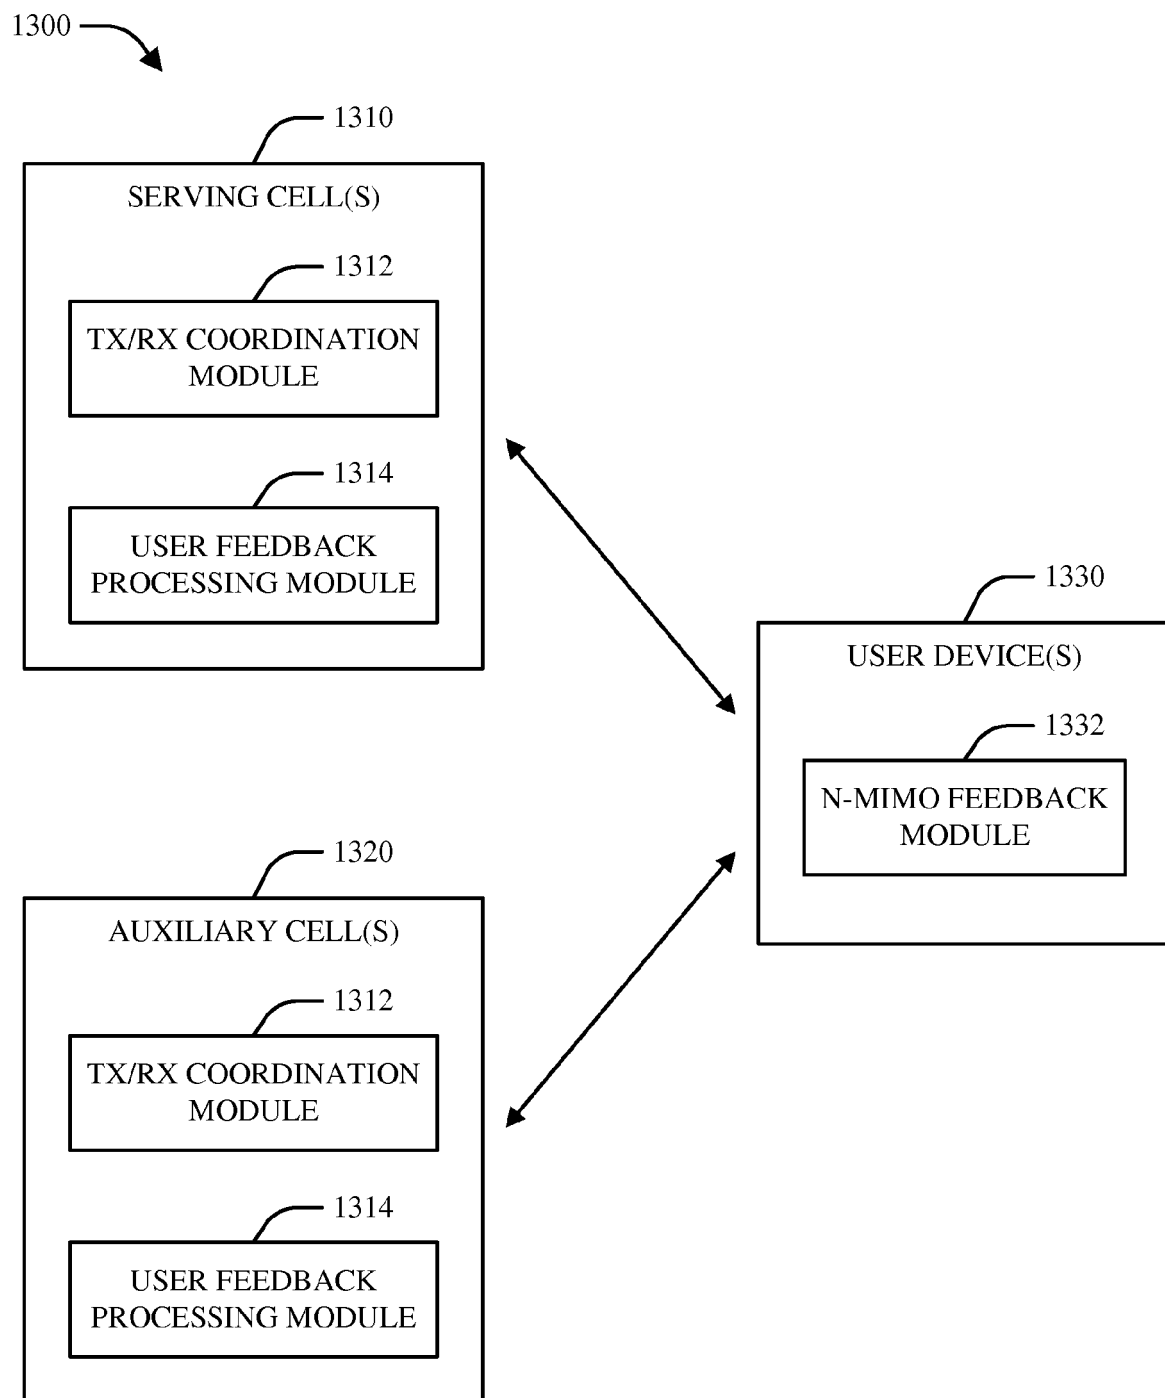 1300
1310
SERVING CELL(S)
1312
TX/RX COORDINATION
MODULE
1314
USER FEEDBACK
PROCESSING MODULE
1330
USER DEVICE(S)
1332
N-MIMO FEEDBACK
MODULE
1320
AUXILIARY CELL(S)
1312
TX/RX COORDINATION
MODULE
1314
USER FEEDBACK
PROCESSING MODULE